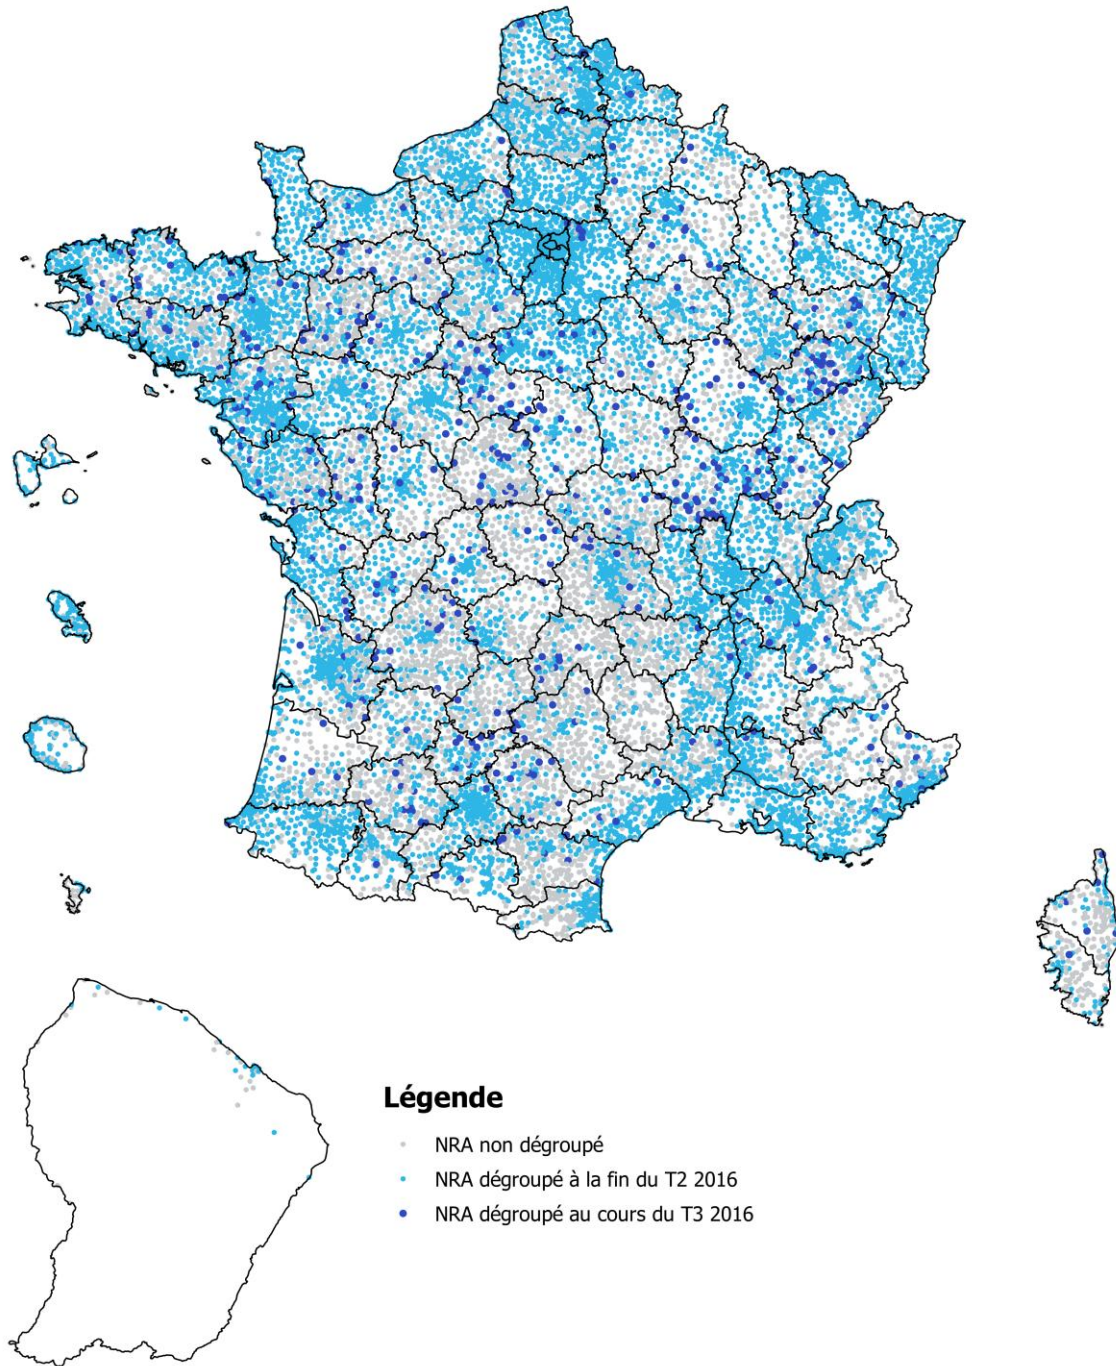 Légende
NRA non dégroupé
NRA dégroupé à la fin du T2 2016
NRA dégroupé au cours du T3 2016